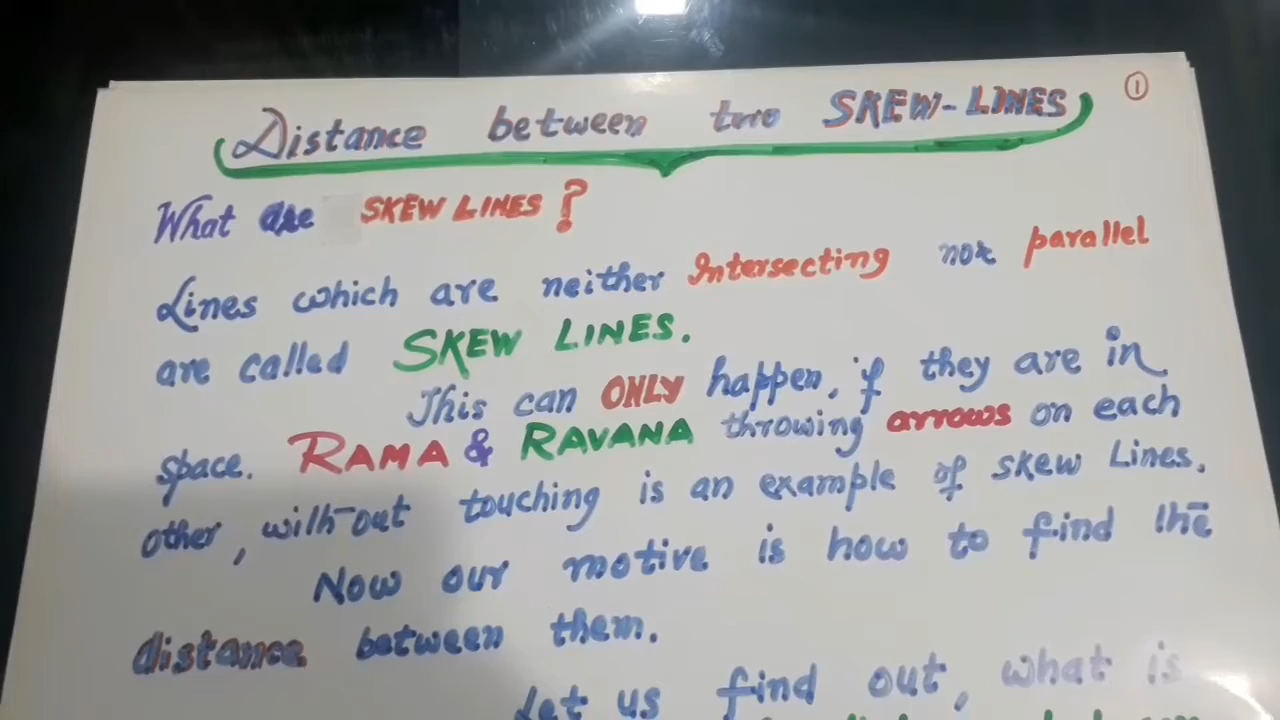 Distance between two SKEW-LINES ①
What are SKEW LINES?
Lines which are neither Intersecting nor parallel
are called SKEW LINES.
This can ONLY happen, if they are in
space. RAMA & RAVANA throwing arrows on each
other, with-out touching is an example of SKEW Lines.
Now our motive is how to find the
distance between them.
Let us find out, what is